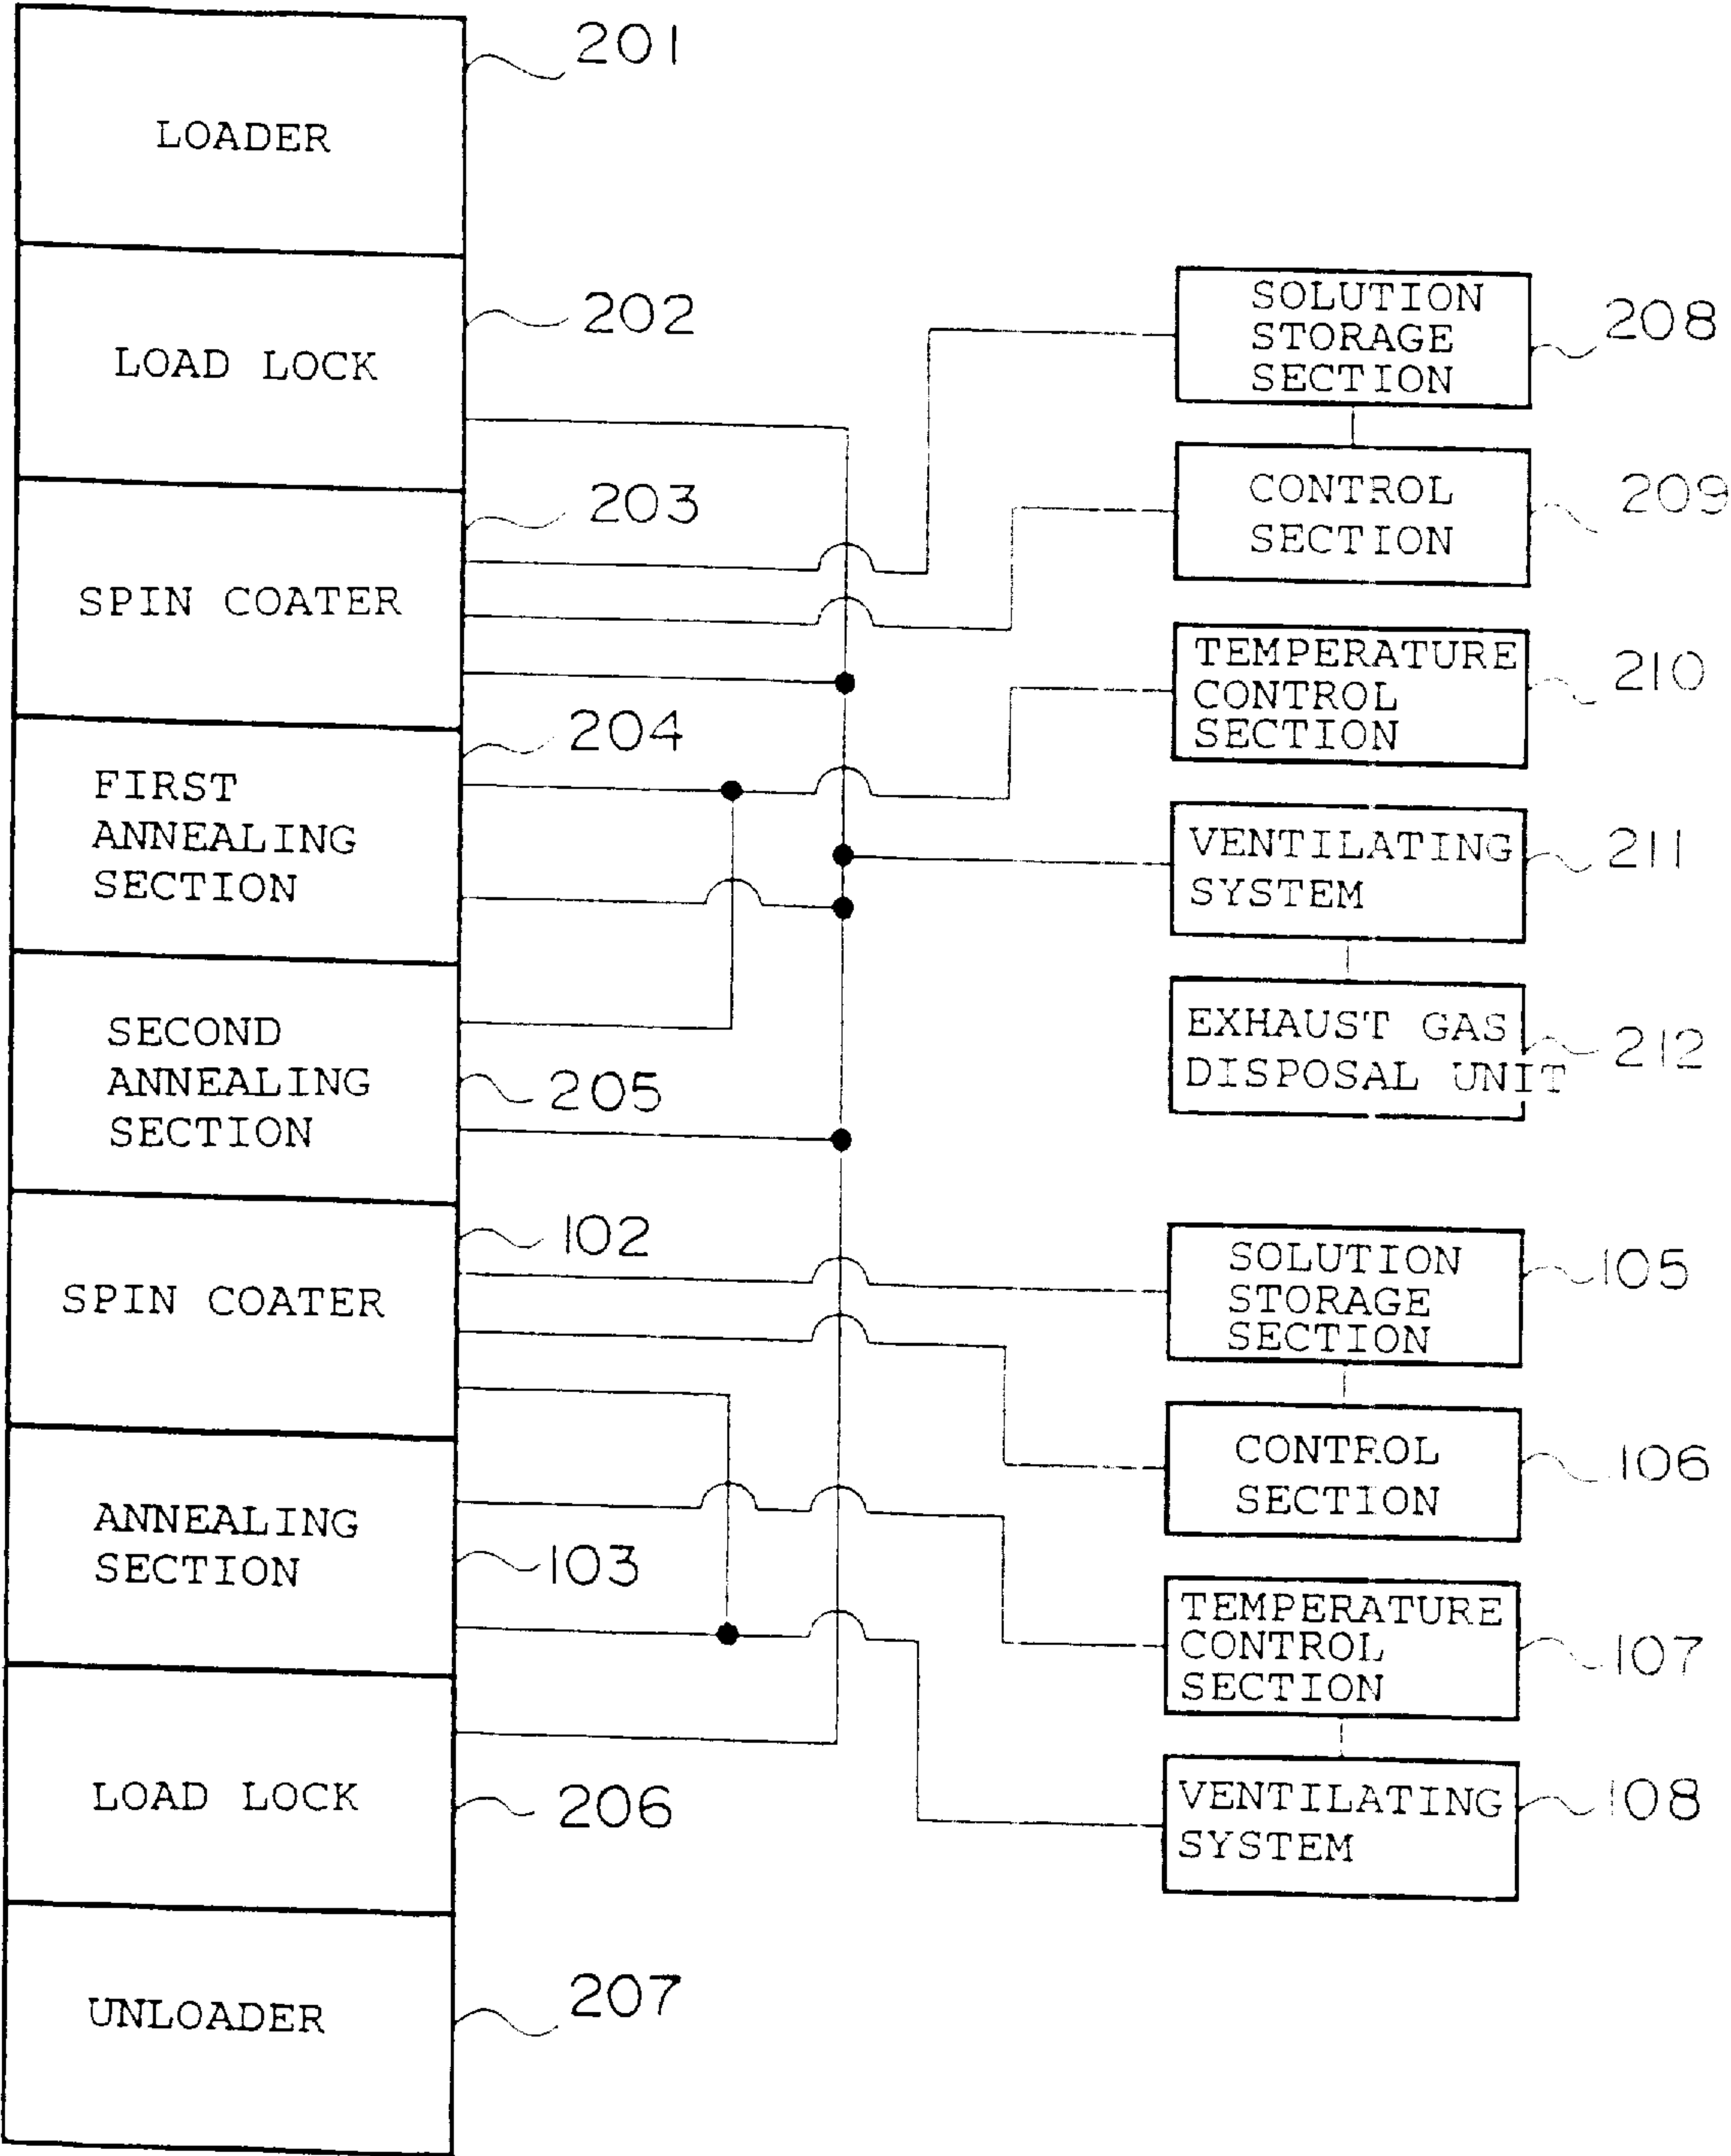 LOADER
201
LOAD LOCK
202
SPIN COATER
203
FIRST
ANNEALING
SECTION
204
SECOND
ANNEALING
SECTION
205
SPIN COATER
102
ANNEALING
SECTION
103
LOAD LOCK
206
UNLOADER
207
SOLUTION
STORAGE
SECTION
208
CONTROL
SECTION
209
TEMPERATURE
CONTROL
SECTION
210
VENTILATING
SYSTEM
211
EXHAUST GAS
DISPOSAL UNIT
212
SOLUTION
STORAGE
SECTION
105
CONTROL
SECTION
106
TEMPERATURE
CONTROL
SECTION
107
VENTILATING
SYSTEM
108